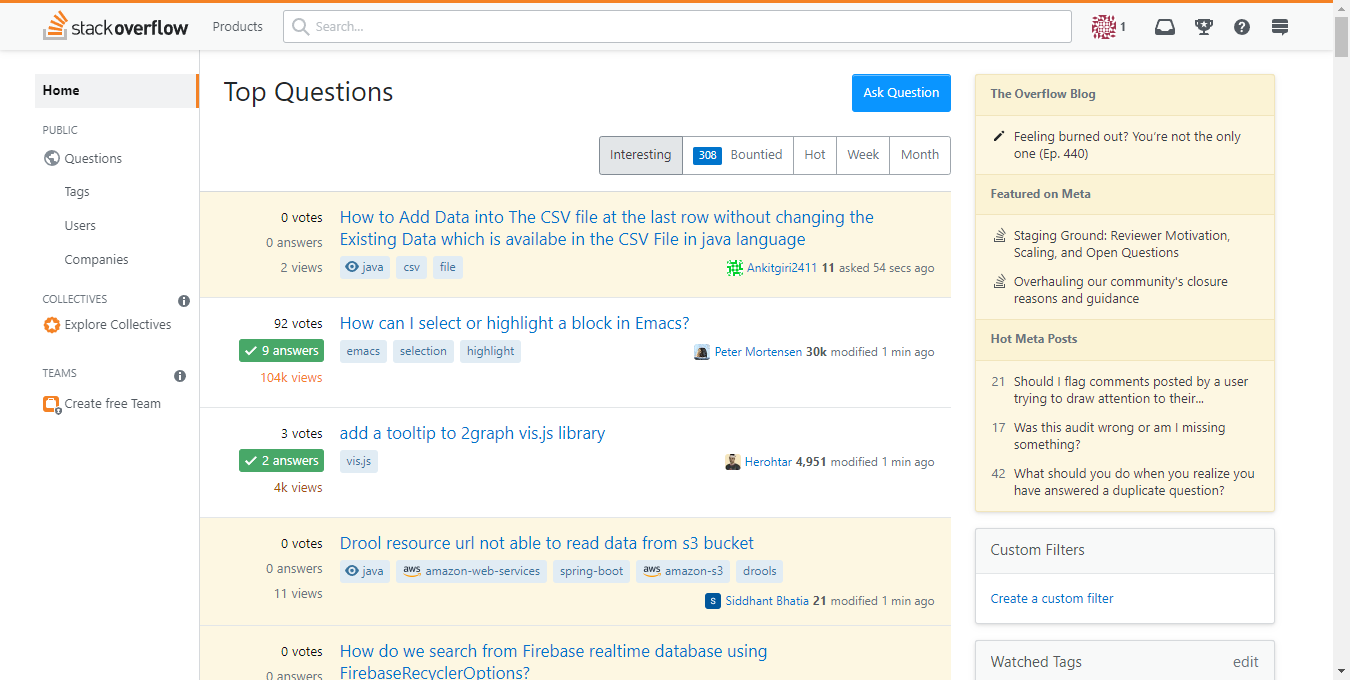 stack overflow
Products
Search...
1
Home
PUBLIC
Questions
Tags
Users
Companies
COLLECTIVES
Explore Collectives
TEAMS
Create free Team
Top Questions
Ask Question
Interesting
308 Bountied
Hot
Week
Month
0 votes
0 answers
2 views
How to Add Data into The CSV file at the last row without changing the
Existing Data which is availabe in the CSV File in java language
java csv file
Ankitgiri2411 11 asked 54 secs ago
92 votes
9 answers
104k views
How can I select or highlight a block in Emacs?
emacs selection highlight
Peter Mortensen 30k modified 1 min ago
3 votes
2 answers
4k views
add a tooltip to 2graph vis.js library
vis.js
Herohtar 4,951 modified 1 min ago
0 votes
0 answers
11 views
Drool resource url not able to read data from s3 bucket
java aws amazon-web-services spring-boot aws amazon-s3 drools
S Siddhant Bhatia 21 modified 1 min ago
0 votes
0 answers
How do we search from Firebase realtime database using
FirebaseRecyclerOptions?
The Overflow Blog
Feeling burned out? You’re not the only
one (Ep. 440)
Featured on Meta
Staging Ground: Reviewer Motivation,
Scaling, and Open Questions
Overhauling our community's closure
reasons and guidance
Hot Meta Posts
21 Should I flag comments posted by a user
trying to draw attention to their...
17 Was this audit wrong or am I missing
something?
42 What should you do when you realize you
have answered a duplicate question?
Custom Filters
Create a custom filter
Watched Tags
edit